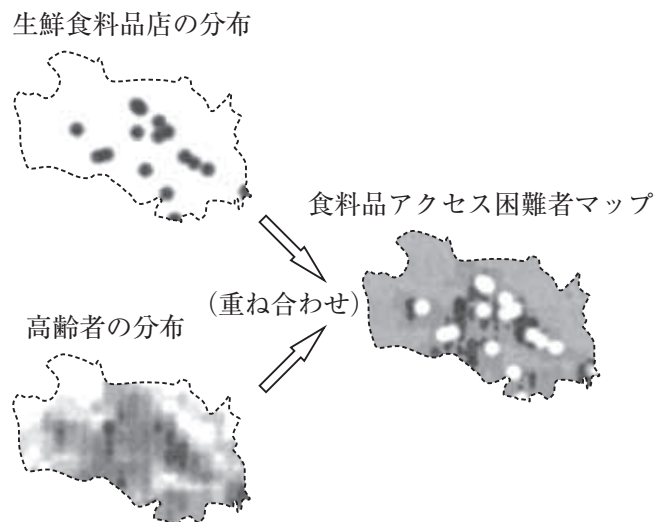 生鮮食料品店の分布
食料品アクセス困難者マップ
(重ね合わせ)
高齢者の分布